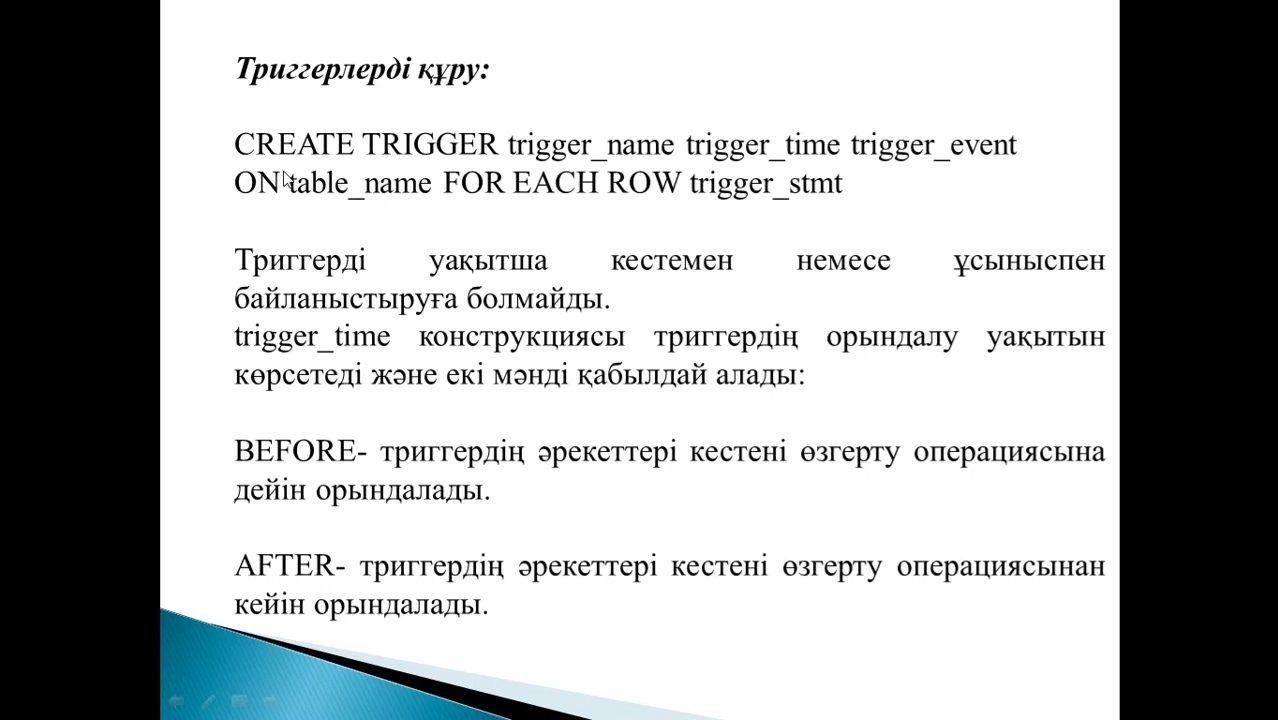 Триггерлерді құру:
CREATE TRIGGER trigger_name trigger_time trigger_event
ON table_name FOR EACH ROW trigger_stmt
Триггерді уақытша кестемен немесе ұсыныспен
байланыстыруға болмайды.
trigger_time конструкциясы триггердің орындалу уақытын
көрсетеді және екі мәнді қабылдай алады:
BEFORE- триггердің әрекеттері кестені өзгерту операциясына
дейін орындалады.
AFTER- триггердің әрекеттері кестені өзгерту операциясынан
кейін орындалады.